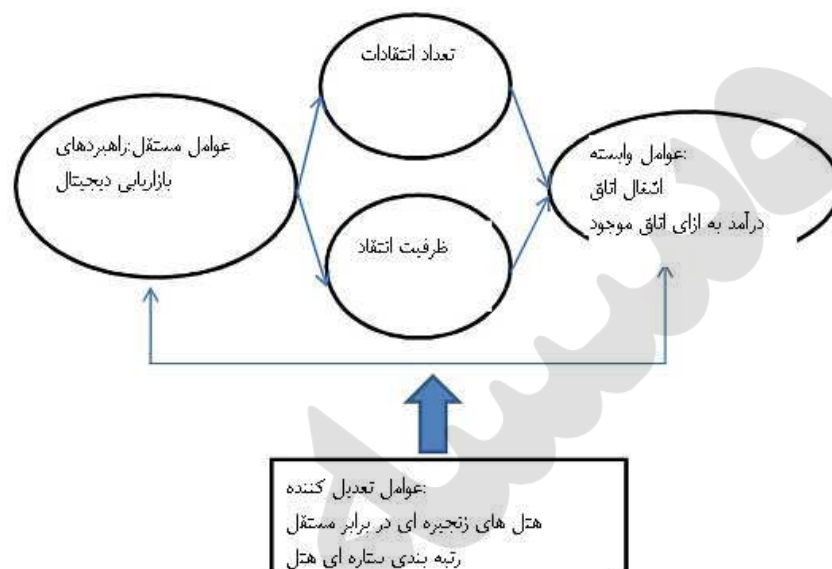 تعداد انتقادات
عوامل مستقل:راهبردهای
بازاریابی دیجیتال
عوامل وابسته:
اشغال اتاق
درآمد به ازای اتاق موجود
ظرفیت انتقاد
عوامل تعدیل کننده:
هتل های زنجیره ای در برابر مستقل
رتبه بندی ستاره ای هتل